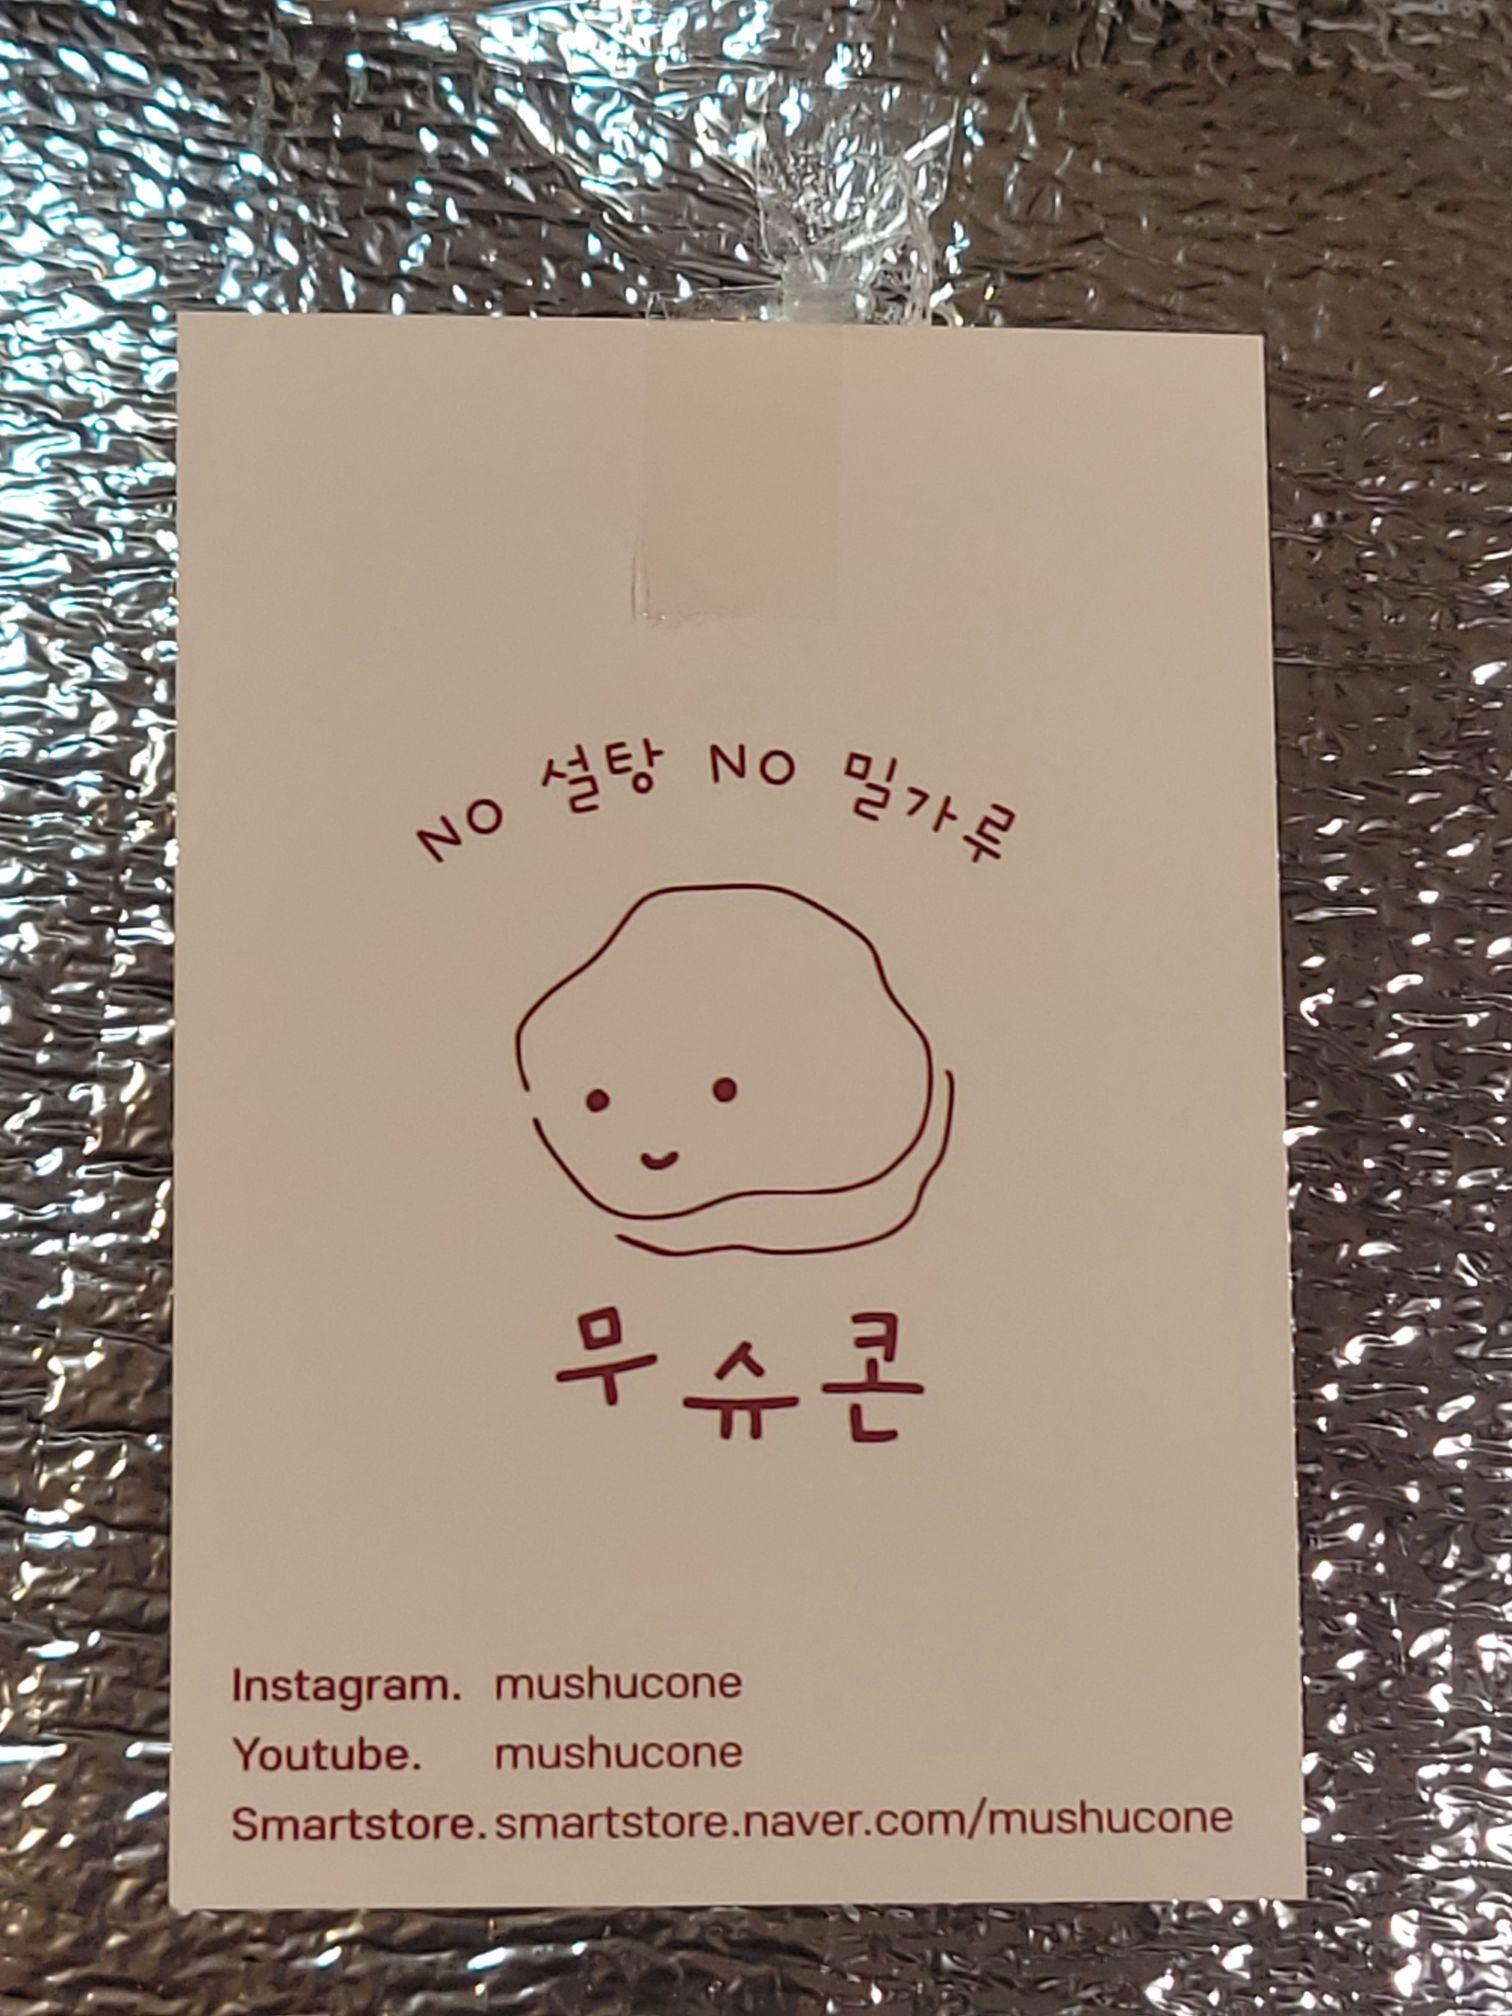 NO 설탕 NO 밀가루
무슈콘
Instagram. mushucone
Youtube. mushucone
Smartstore. smartstore.naver.com/mushucone